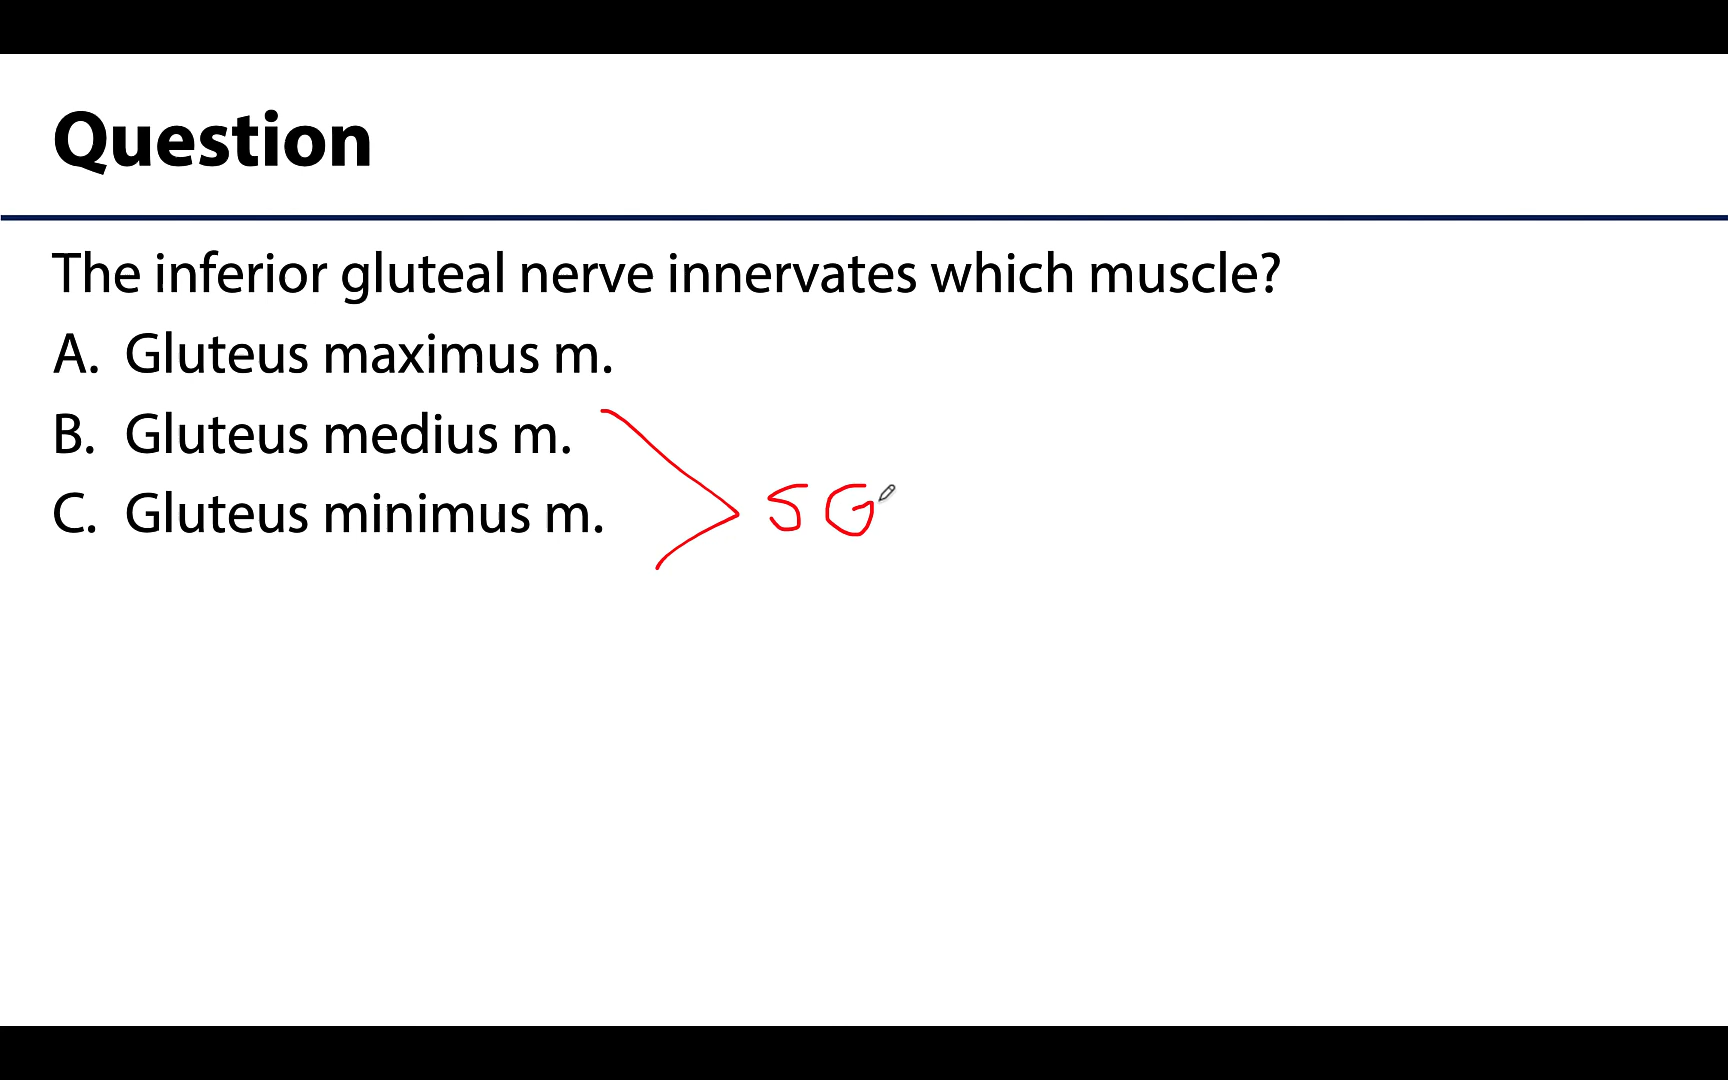 Question
The inferior gluteal nerve innervates which muscle?
A. Gluteus maximus m.
B. Gluteus medius m.
C. Gluteus minimus m.
SG